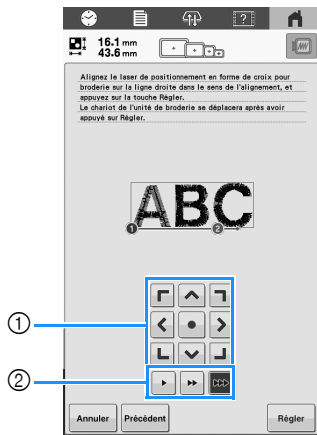 16.1 mm
43.6 mm
Alignez le laser de positionnement en forme de croix pour
broderie sur la ligne droite dans le sens de l'alignement, et
appuyez sur la touche Régler.
Le chariot de l'unité de broderie se déplacera après avoir
appuyé sur Régler.
ABC
1 2
①
②
Annuler Précédent Régler